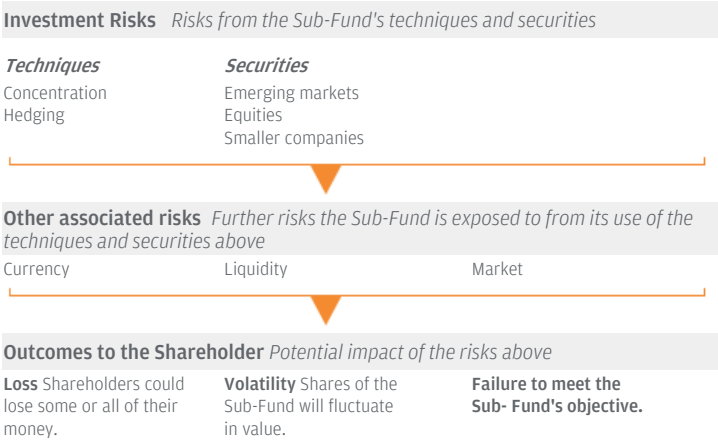 Investment Risks Risks from the Sub-Fund's techniques and securities
Techniques Securities
Concentration Emerging markets
Hedging Equities
Smaller companies
Other associated risks Further risks the Sub-Fund is exposed to from its use of the
techniques and securities above
Currency Liquidity Market
Outcomes to the Shareholder Potential impact of the risks above
Loss Shareholders could
lose some or all of their
money.
Volatility Shares of the
Sub-Fund will fluctuate
in value.
Failure to meet the
Sub- Fund's objective.